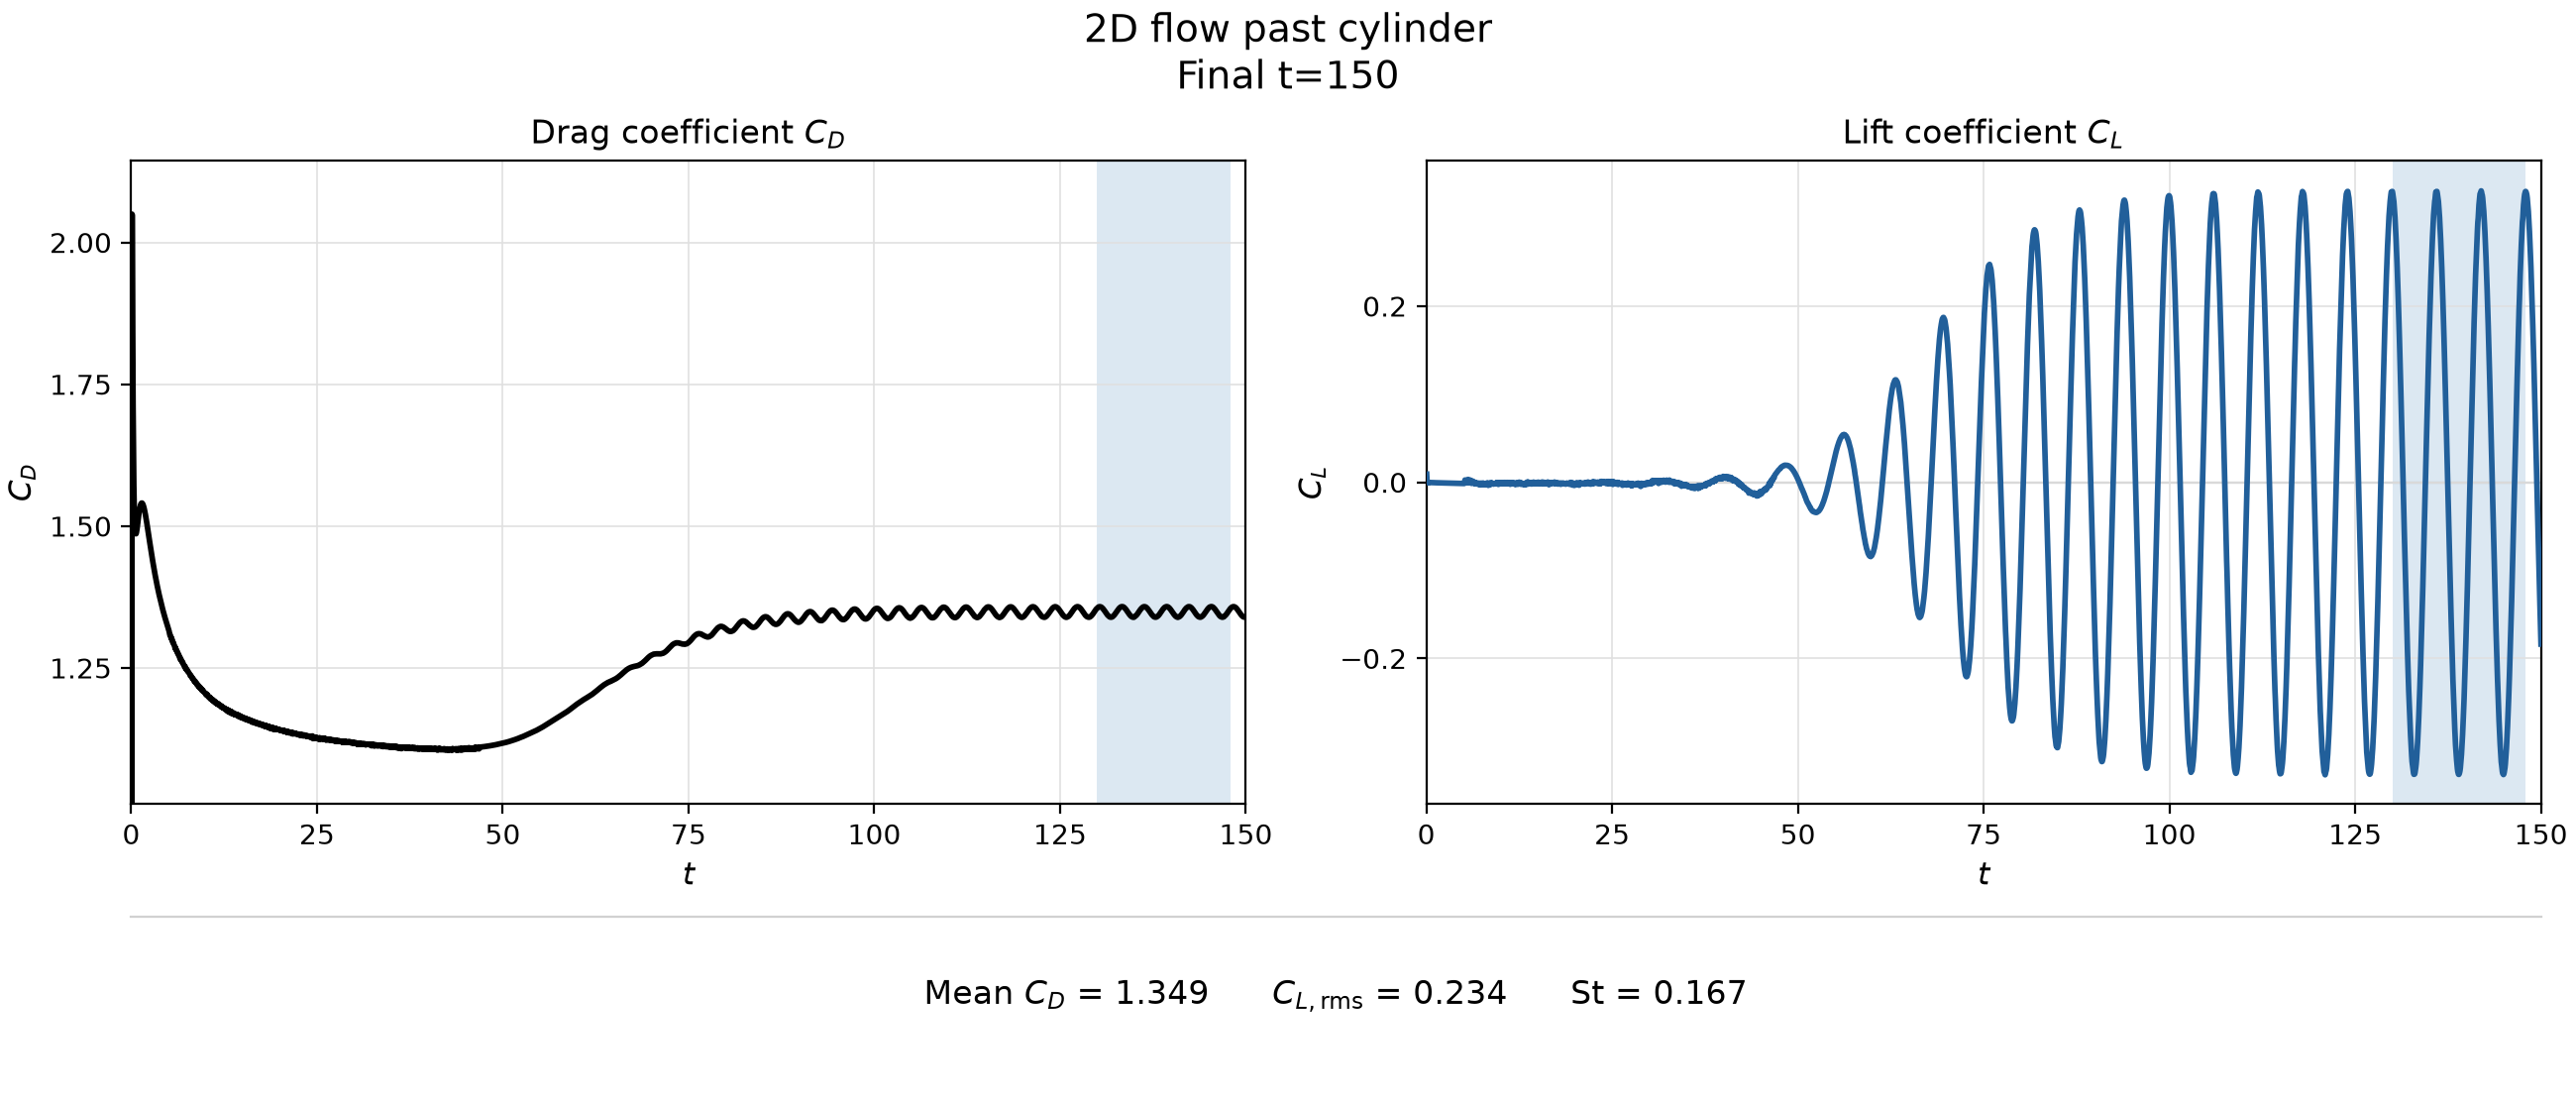 2D flow past cylinder
Final t=150
Drag coefficient C_D
2.00
1.75
1.50
1.25
C_D
0 25 50 75 100 125 150
t
Lift coefficient C_L
0.2
0.0
−0.2
C_L
0 25 50 75 100 125 150
t
Mean C_D = 1.349 C_{L, rms} = 0.234 St = 0.167